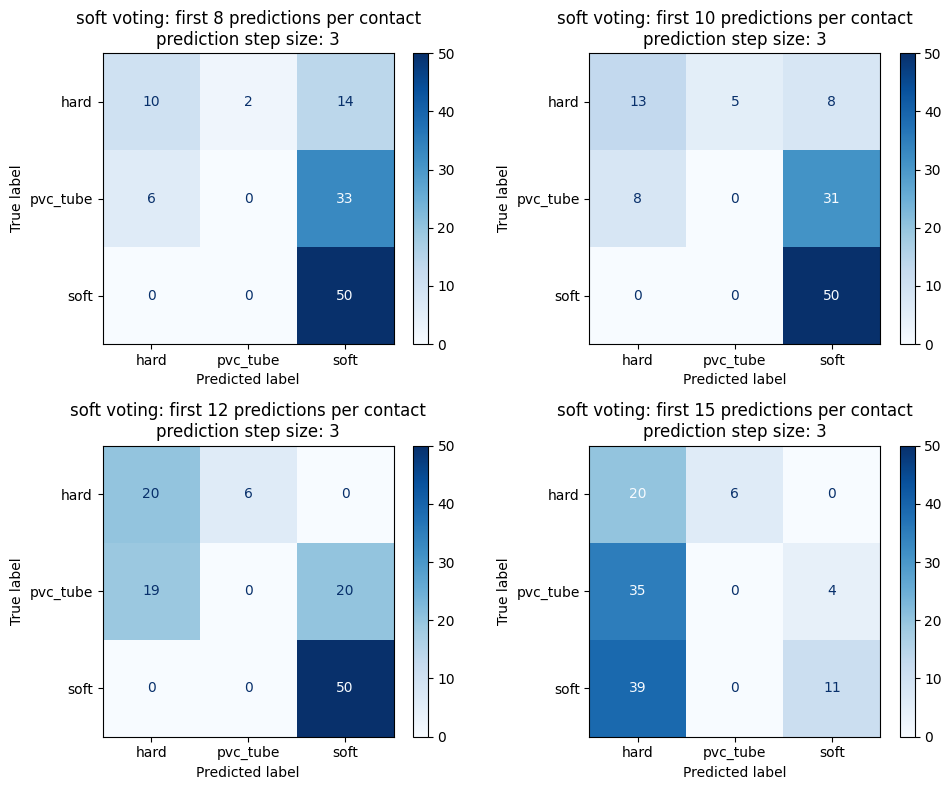 soft voting: first 8 predictions per contact
prediction step size: 3
hard
10
2
14
pvc_tube
6
0
33
soft
0
0
50
hard
pvc_tube
soft
True label
Predicted label
50
40
30
20
10
0
soft voting: first 10 predictions per contact
prediction step size: 3
hard
13
5
8
pvc_tube
8
0
31
soft
0
0
50
hard
pvc_tube
soft
True label
Predicted label
50
40
30
20
10
0
soft voting: first 12 predictions per contact
prediction step size: 3
hard
20
6
0
pvc_tube
19
0
20
soft
0
0
50
hard
pvc_tube
soft
True label
Predicted label
50
40
30
20
10
0
soft voting: first 15 predictions per contact
prediction step size: 3
hard
20
6
0
pvc_tube
35
0
4
soft
39
0
11
hard
pvc_tube
soft
True label
Predicted label
50
40
30
20
10
0